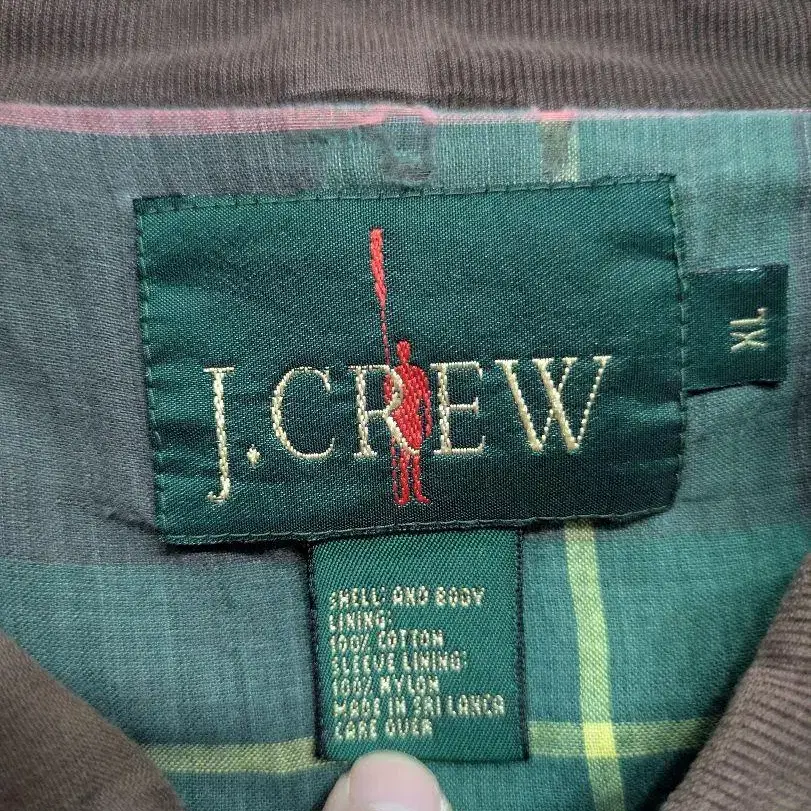 J.CREW
XL
SHELL AND BODY
LINING:
100% COTTON
SLEEVE LINING:
100% NYLON
MADE IN SRI LANKA
CARE OVER